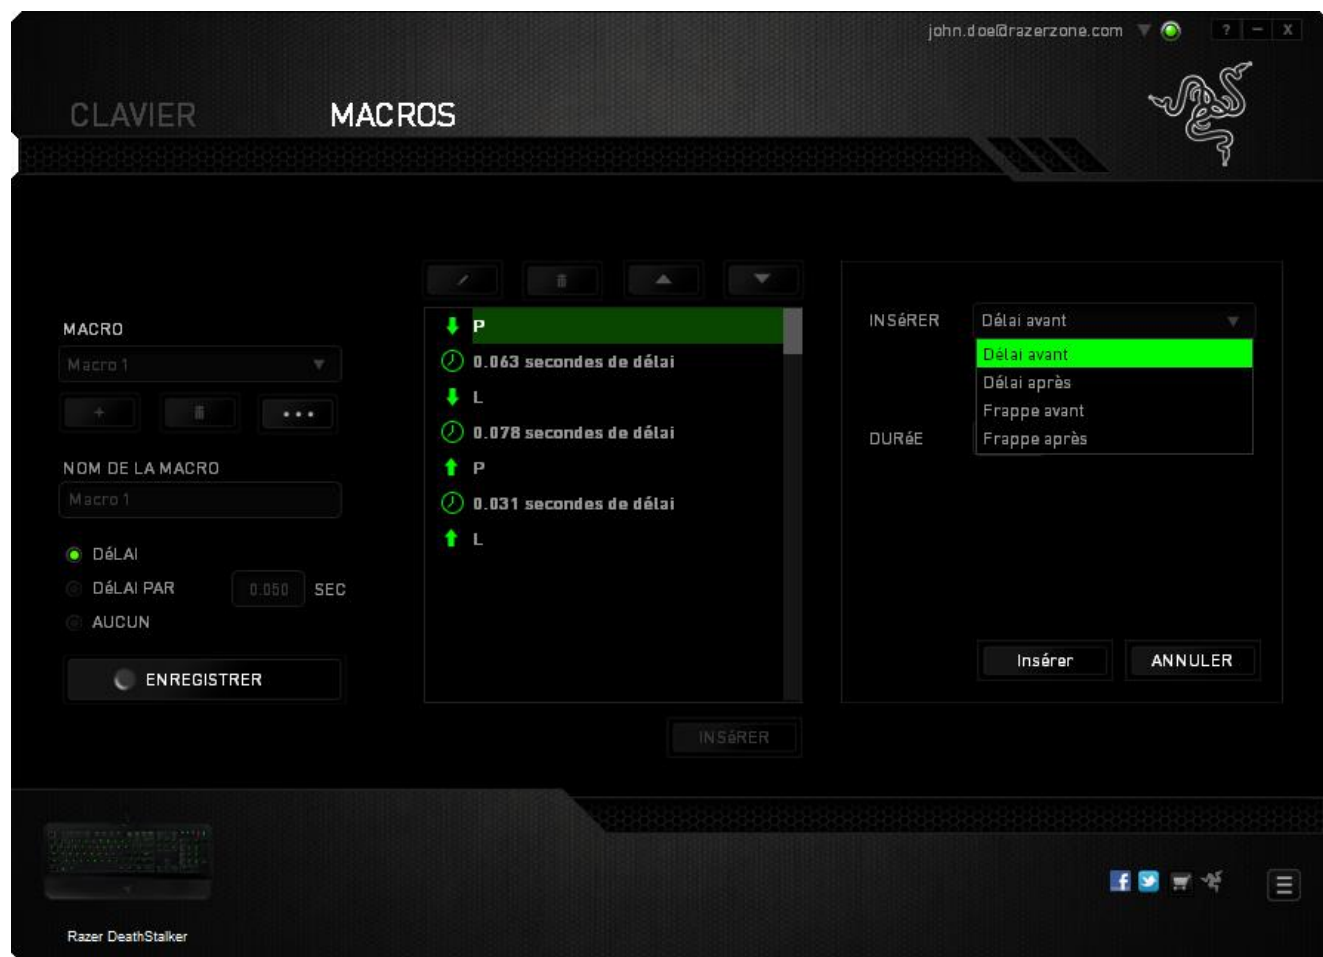 john.doe@razerzone.com
? – X
CLAVIER MACROS
MACRO
Macro 1
+ ...
NOM DE LA MACRO
Macro 1
DéLAI
DéLAI PAR 0.050 SEC
AUCUN
ENREGISTRER
P
0.063 secondes de délai
L
0.078 secondes de délai
P
0.031 secondes de délai
L
INSéRER
INSéRER Délai avant
Délai avant
Délai après
Frappe avant
Frappe après
DURéE
Insérer ANNULER
Razer DeathStalker